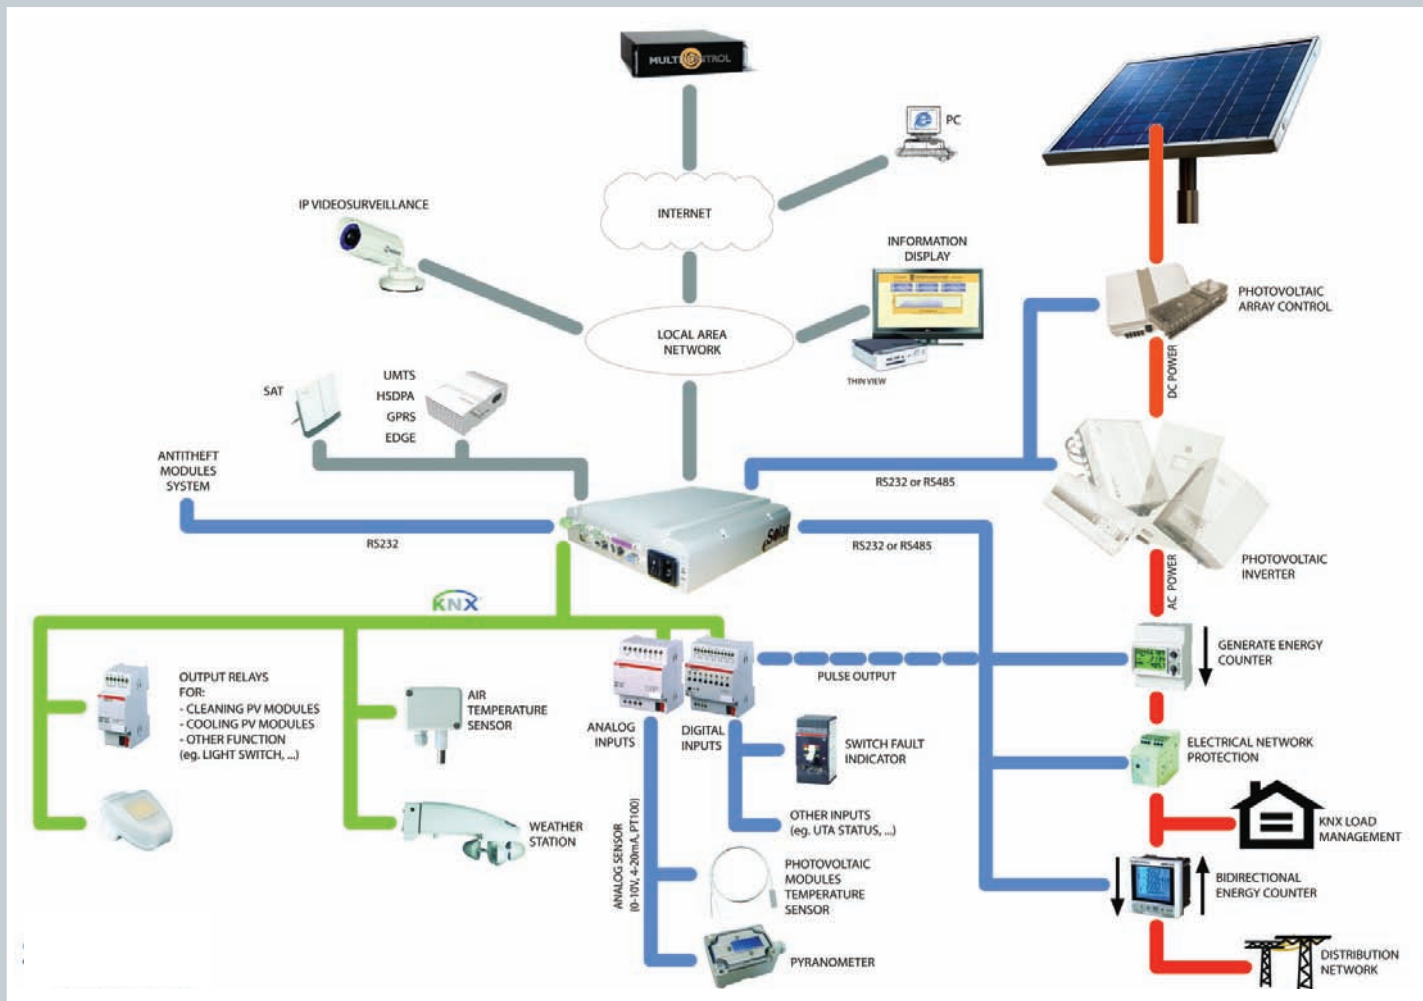 MULTI CONTROL
PC
INTERNET
IP VIDEOSURVEILLANCE
INFORMATION
DISPLAY
LOCAL AREA
NETWORK
THIN VIEW
PHOTOVOLTAIC
ARRAY CONTROL
DC POWER
SAT
UMTS
HSDPA
GPRS
EDGE
ANTITHEFT
MODULES
SYSTEM
RS232 or RS485
RS232
eSolar
RS232 or RS485
PHOTOVOLTAIC
INVERTER
AC POWER
KNX
GENERATE ENERGY
COUNTER
PULSE OUTPUT
OUTPUT RELAYS
FOR:
- CLEANING PV MODULES
- COOLING PV MODULES
- OTHER FUNCTION
(eg. LIGHT SWITCH, ...)
AIR
TEMPERATURE
SENSOR
ANALOG
INPUTS
DIGITAL
INPUTS
SWITCH FAULT
INDICATOR
ELECTRICAL NETWORK
PROTECTION
WEATHER
STATION
OTHER INPUTS
(eg. UTA STATUS, ...)
KNX LOAD
MANAGEMENT
ANALOG SENSOR
(0-10V, 4-20mA, PT100)
PHOTOVOLTAIC
MODULES
TEMPERATURE
SENSOR
BIDIRECTIONAL
ENERGY COUNTER
PYRANOMETER
DISTRIBUTION
NETWORK